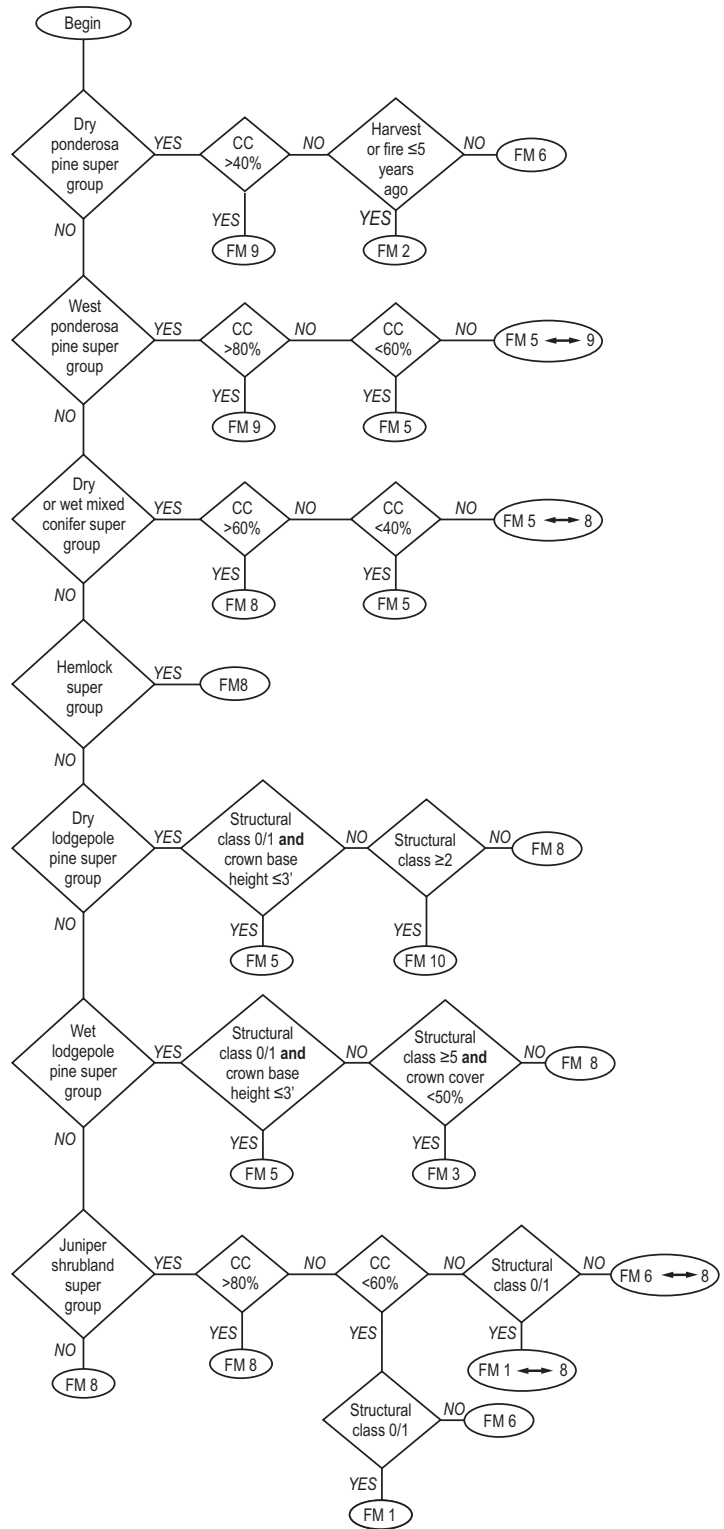 Begin
Dry
ponderosa
pine super
group
YES
CC
>40%
NO
Harvest
or fire ≤5
years
ago
NO
FM 6
YES
FM 9
YES
FM 2
NO
West
ponderosa
pine super
group
YES
CC
>80%
NO
CC
<60%
NO
FM 5 ↔ 9
YES
FM 9
YES
FM 5
NO
Dry
or wet mixed
conifer super
group
YES
CC
>60%
NO
CC
<40%
NO
FM 5 ↔ 8
YES
FM 8
YES
FM 5
NO
Hemlock
super
group
YES
FM8
NO
Dry
lodgepole
pine super
group
YES
Structural
class 0/1 and
crown base
height ≤3'
NO
Structural
class ≥2
NO
FM 8
YES
FM 5
YES
FM 10
NO
Wet
lodgepole
pine super
group
YES
Structural
class 0/1 and
crown base
height ≤3'
NO
Structural
class ≥5 and
crown cover
<50%
NO
FM 8
YES
FM 5
YES
FM 3
NO
Juniper
shrubland
super
group
YES
CC
>80%
NO
CC
<60%
NO
Structural
class 0/1
NO
FM 6 ↔ 8
NO
FM 8
YES
FM 8
YES
YES
FM 1 ↔ 8
Structural
class 0/1
NO
FM 6
YES
FM 1